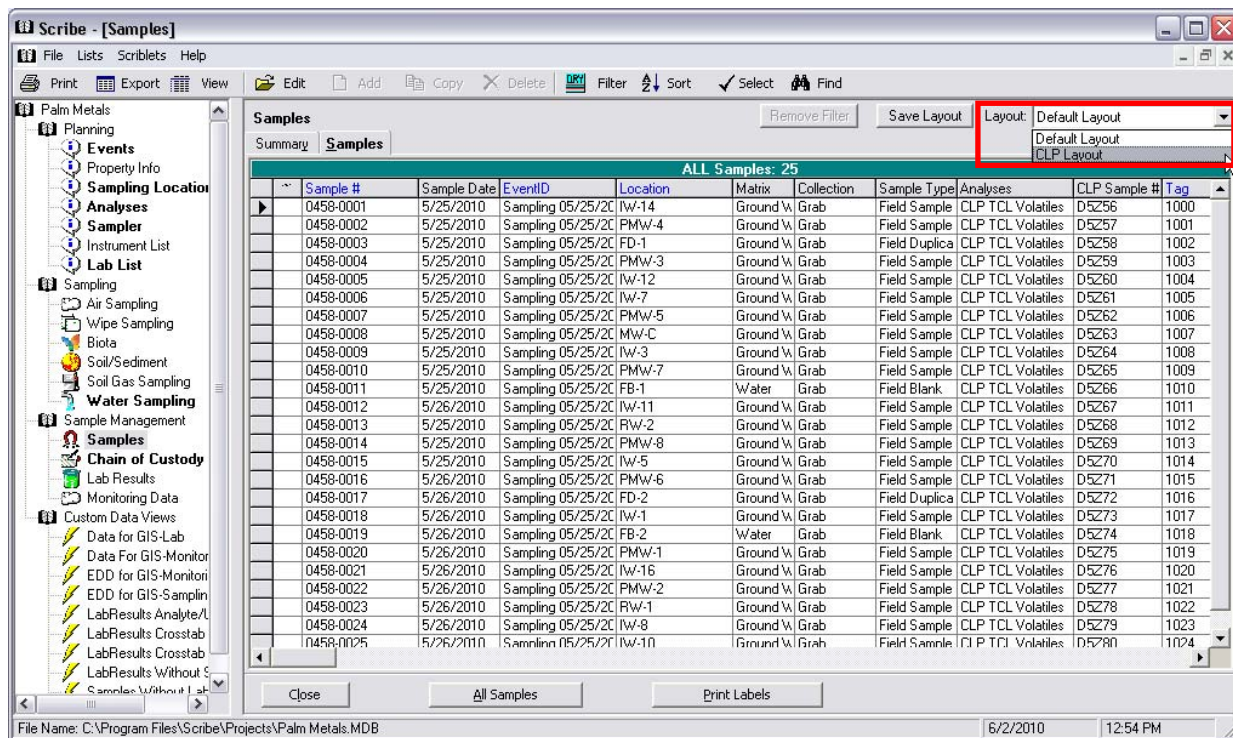 Scribe - [Samples]
File Lists Scriblets Help
Print Export View Edit Add Copy Delete DRY Filter Sort Select Find
Palm Metals
Planning
Events
Property Info
Sampling Location
Analyses
Sampler
Instrument List
Lab List
Sampling
Air Sampling
Wipe Sampling
Biota
Soil/Sediment
Soil Gas Sampling
Water Sampling
Sample Management
Samples
Chain of Custody
Lab Results
Monitoring Data
Custom Data Views
Data for GIS-Lab
Data For GIS-Monitor
EDD for GIS-Monitori
EDD for GIS-Samplin
LabResults Analyte/L
LabResults Crosstab
LabResults Crosstab
LabResults Without S
Samples Without Lab
Samples Remove Filter Save Layout Layout: Default Layout
Default Layout
CLP Layout
Summary Samples
ALL Samples: 25
Sample # Sample Date EventID Location Matrix Collection Sample Type Analyses CLP Sample # Tag
0458-0001 5/25/2010 Sampling 05/25/20 IW-14 Ground W Grab Field Sample CLP TCL Volatiles D5Z56 1000
0458-0002 5/25/2010 Sampling 05/25/20 PMW-4 Ground W Grab Field Sample CLP TCL Volatiles D5Z57 1001
0458-0003 5/25/2010 Sampling 05/25/20 FD-1 Ground W Grab Field Duplica CLP TCL Volatiles D5Z58 1002
0458-0004 5/25/2010 Sampling 05/25/20 PMW-3 Ground W Grab Field Sample CLP TCL Volatiles D5Z59 1003
0458-0005 5/25/2010 Sampling 05/25/20 IW-12 Ground W Grab Field Sample CLP TCL Volatiles D5Z60 1004
0458-0006 5/25/2010 Sampling 05/25/20 IW-7 Ground W Grab Field Sample CLP TCL Volatiles D5Z61 1005
0458-0007 5/25/2010 Sampling 05/25/20 PMW-5 Ground W Grab Field Sample CLP TCL Volatiles D5Z62 1006
0458-0008 5/25/2010 Sampling 05/25/20 MW-C Ground W Grab Field Sample CLP TCL Volatiles D5Z63 1007
0458-0009 5/25/2010 Sampling 05/25/20 IW-3 Ground W Grab Field Sample CLP TCL Volatiles D5Z64 1008
0458-0010 5/25/2010 Sampling 05/25/20 PMW-7 Ground W Grab Field Sample CLP TCL Volatiles D5Z65 1009
0458-0011 5/25/2010 Sampling 05/25/20 FB-1 Water Grab Field Blank CLP TCL Volatiles D5Z66 1010
0458-0012 5/26/2010 Sampling 05/25/20 IW-11 Ground W Grab Field Sample CLP TCL Volatiles D5Z67 1011
0458-0013 5/25/2010 Sampling 05/25/20 RW-2 Ground W Grab Field Sample CLP TCL Volatiles D5Z68 1012
0458-0014 5/25/2010 Sampling 05/25/20 PMW-8 Ground W Grab Field Sample CLP TCL Volatiles D5Z69 1013
0458-0015 5/25/2010 Sampling 05/25/20 IW-5 Ground W Grab Field Sample CLP TCL Volatiles D5Z70 1014
0458-0016 5/26/2010 Sampling 05/25/20 PMW-6 Ground W Grab Field Sample CLP TCL Volatiles D5Z71 1015
0458-0017 5/26/2010 Sampling 05/25/20 FD-2 Ground W Grab Field Duplica CLP TCL Volatiles D5Z72 1016
0458-0018 5/26/2010 Sampling 05/25/20 IW-1 Ground W Grab Field Sample CLP TCL Volatiles D5Z73 1017
0458-0019 5/26/2010 Sampling 05/25/20 FB-2 Water Grab Field Blank CLP TCL Volatiles D5Z74 1018
0458-0020 5/26/2010 Sampling 05/25/20 PMW-1 Ground W Grab Field Sample CLP TCL Volatiles D5Z75 1019
0458-0021 5/26/2010 Sampling 05/25/20 IW-16 Ground W Grab Field Sample CLP TCL Volatiles D5Z76 1020
0458-0022 5/26/2010 Sampling 05/25/20 PMW-2 Ground W Grab Field Sample CLP TCL Volatiles D5Z77 1021
0458-0023 5/26/2010 Sampling 05/25/20 RW-1 Ground W Grab Field Sample CLP TCL Volatiles D5Z78 1022
0458-0024 5/26/2010 Sampling 05/25/20 IW-8 Ground W Grab Field Sample CLP TCL Volatiles D5Z79 1023
0458-0025 5/26/2010 Sampling 05/25/20 IW-10 Ground W Grab Field Sample CLP TCL Volatiles D5Z80 1024
Close All Samples Print Labels
File Name: C:\Program Files\Scribe\Projects\Palm Metals.MDB 6/2/2010 12:54 PM